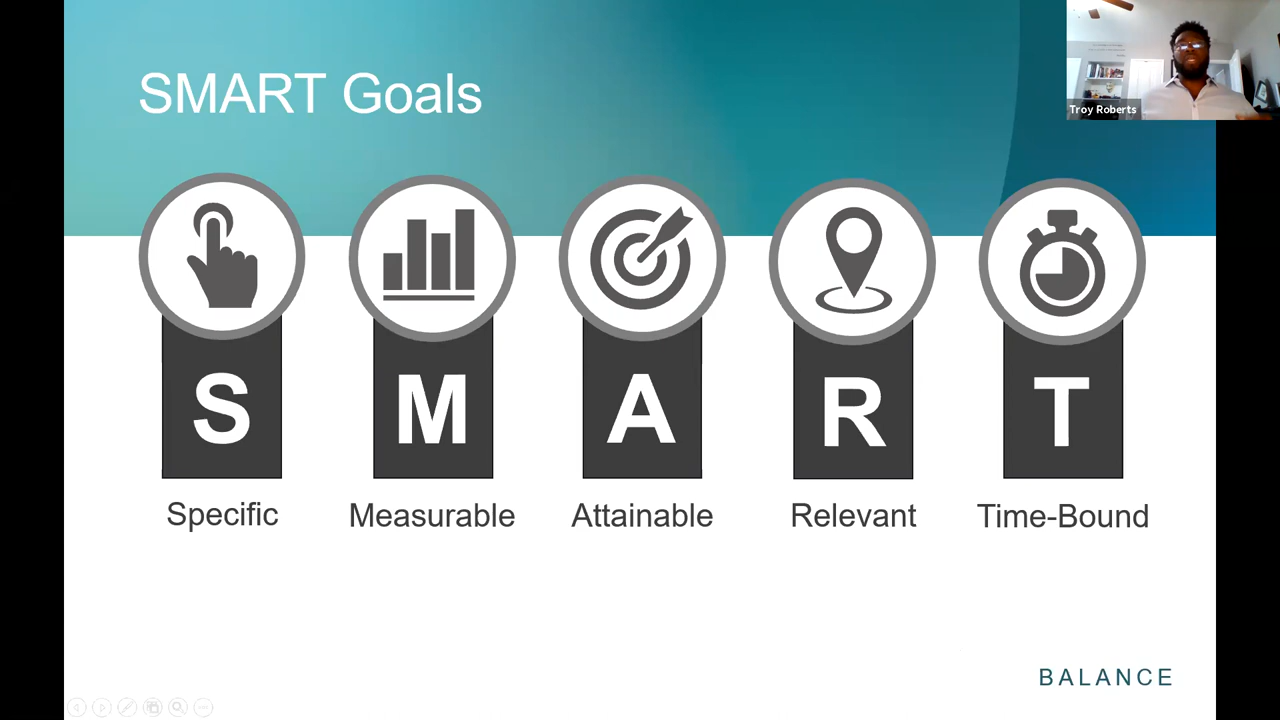 SMART Goals
Troy Roberts
S M A R T
Specific Measurable Attainable Relevant Time-Bound
BALANCE